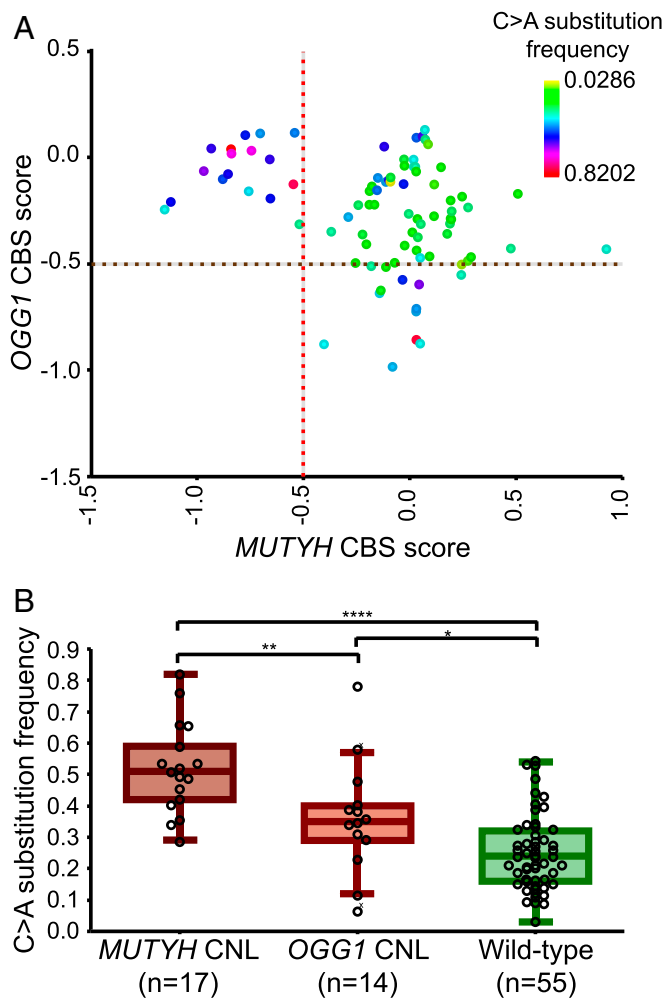 A
C>A substitution
frequency
0.0286
0.8202
0.5
0.0
-0.5
-1.0
-1.5
OGG1 CBS score
-1.5
-1.0
-0.5
0.0
0.5
1.0
MUTYH CBS score
B
****
*
**
0.9
0.8
0.7
0.6
0.5
0.4
0.3
0.2
0.1
0.0
C>A substitution frequency
MUTYH CNL
(n=17)
OGG1 CNL
(n=14)
Wild-type
(n=55)